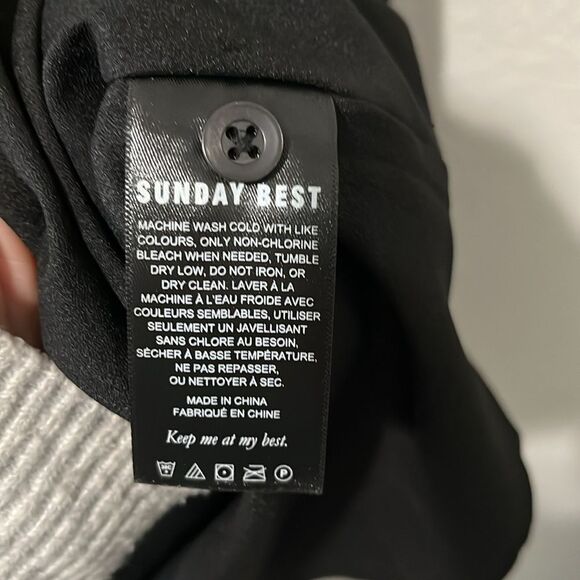 SUNDAY BEST
MACHINE WASH COLD WITH LIKE
COLOURS, ONLY NON-CHLORINE
BLEACH WHEN NEEDED, TUMBLE
DRY LOW, DO NOT IRON, OR
DRY CLEAN. LAVER À LA
MACHINE À L'EAU FROIDE AVEC
COULEURS SEMBLABLES, UTILISER
SEULEMENT UN JAVELLISANT
SANS CHLORE AU BESOIN,
SÉCHER À BASSE TEMPÉRATURE,
NE PAS REPASSER,
OU NETTOYER À SEC.
MADE IN CHINA
FABRIQUÉ EN CHINE
Keep me at my best.
P